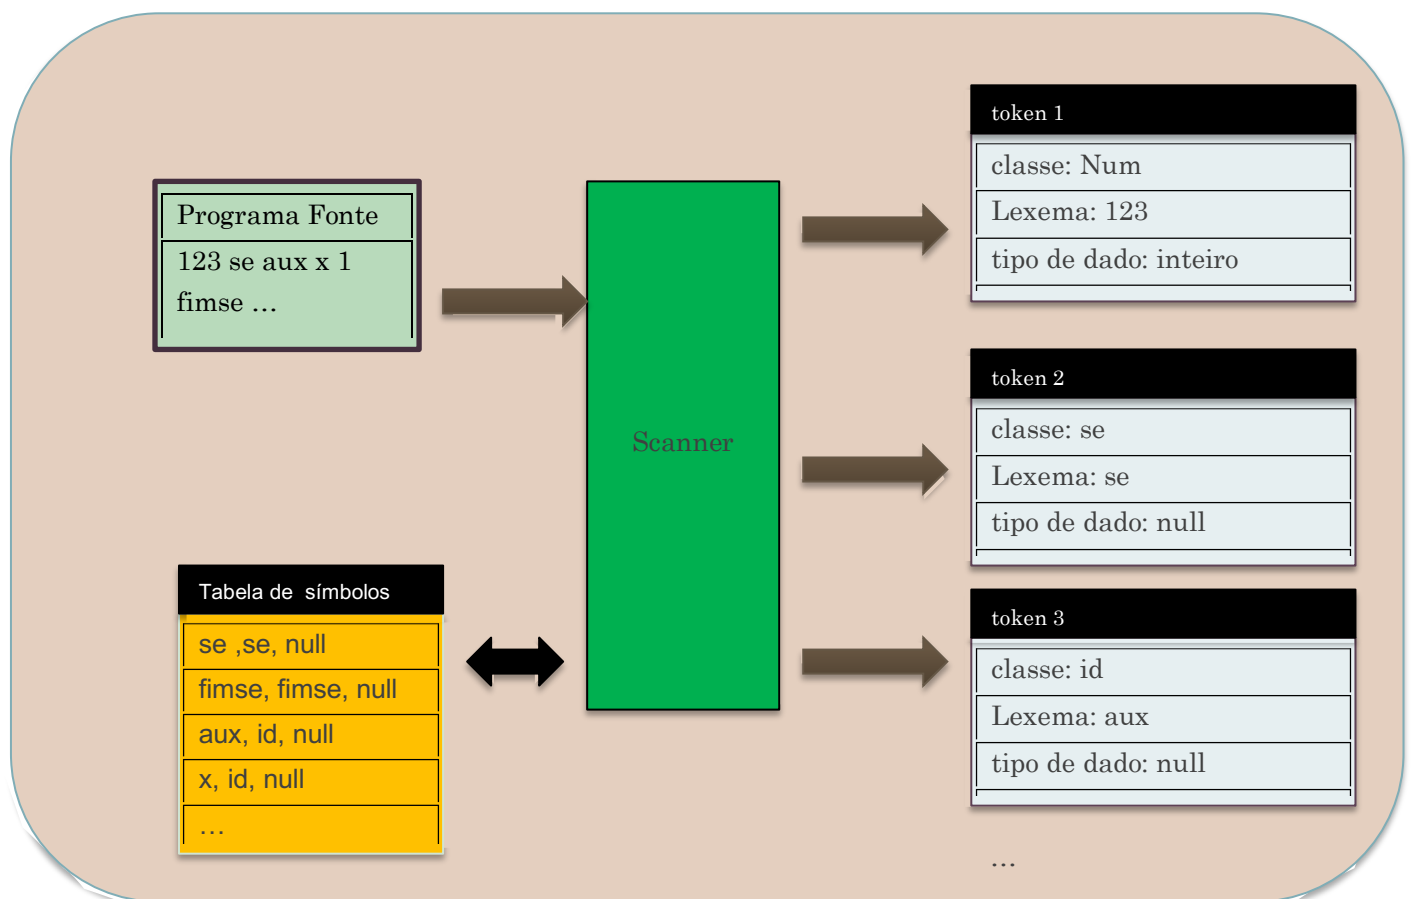 Programa Fonte
123 se aux x 1
fimse ...
Tabela de símbolos
se ,se, null
fimse, fimse, null
aux, id, null
x, id, null
...
Scanner
token 1
classe: Num
Lexema: 123
tipo de dado: inteiro
token 2
classe: se
Lexema: se
tipo de dado: null
token 3
classe: id
Lexema: aux
tipo de dado: null
...